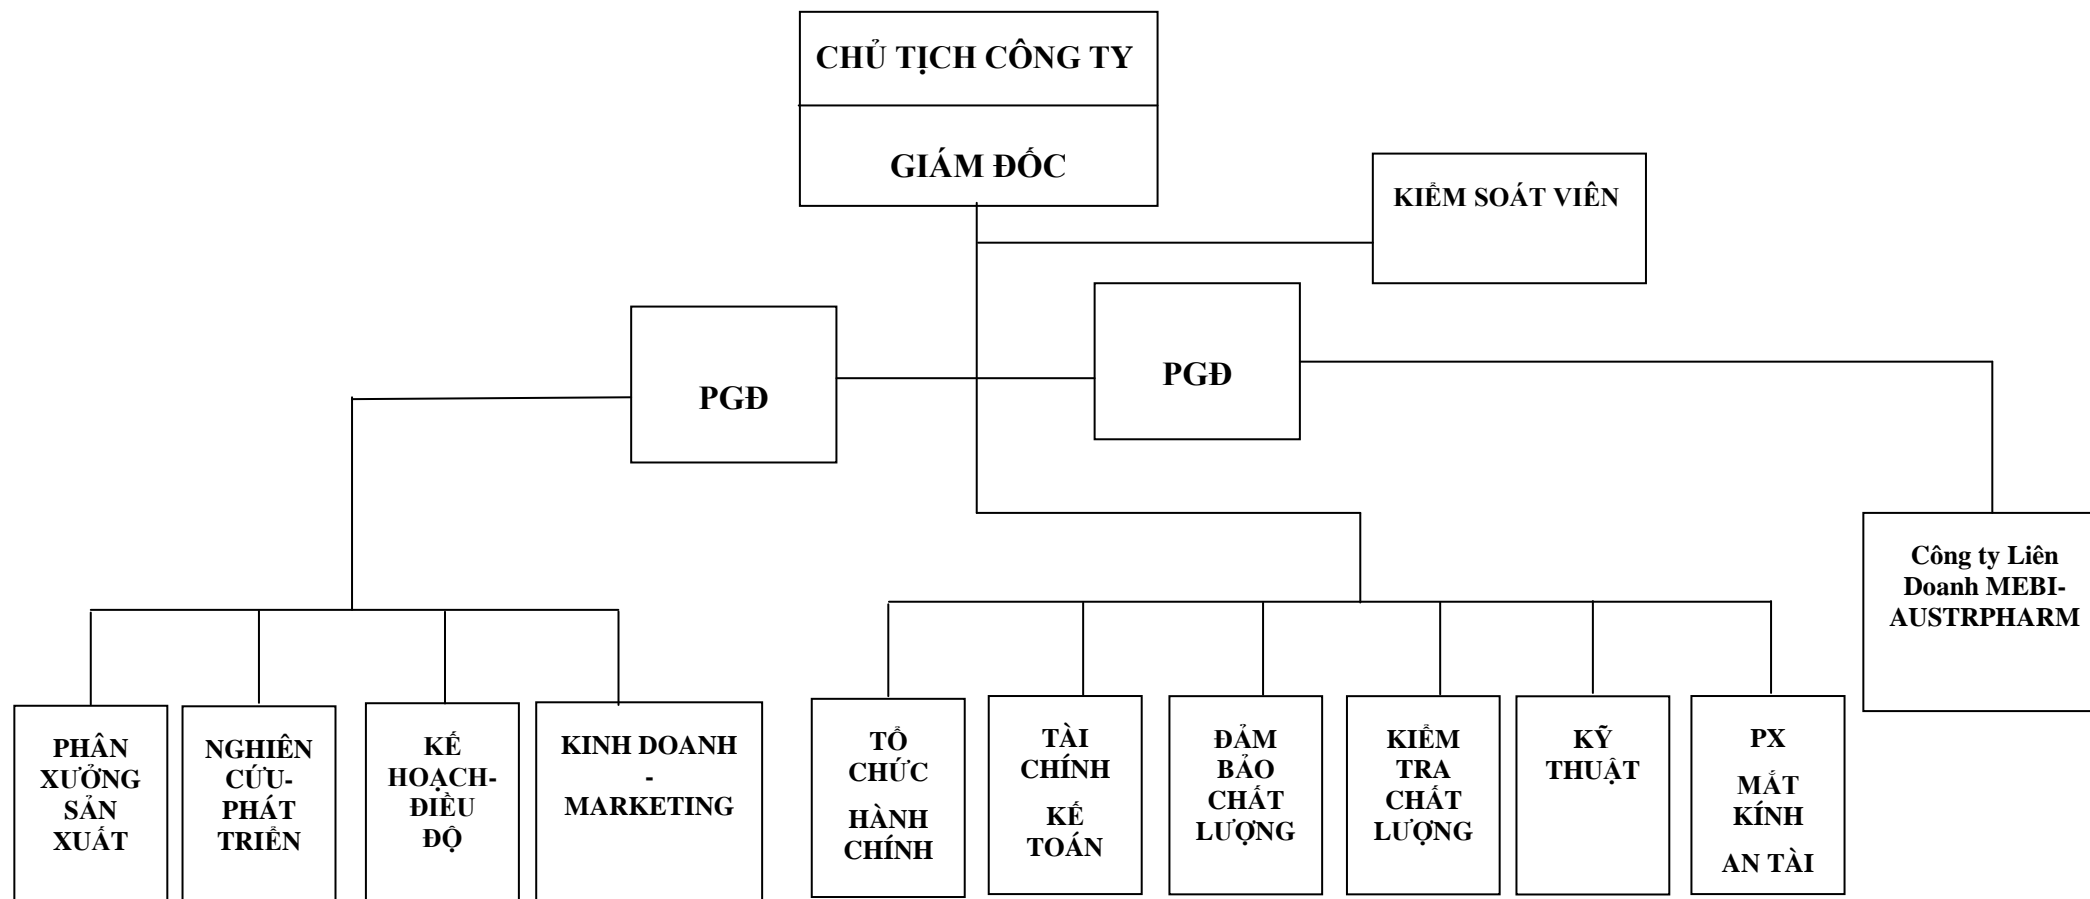 CHỦ TỊCH CÔNG TY
GIÁM ĐỐC
KIỂM SOÁT VIÊN
PGĐ
PGĐ
Công ty Liên
Doanh MEBI-
AUSTRPHARM
PHÂN
XƯỞNG
SẢN
XUẤT
NGHIÊN
CỨU-
PHÁT
TRIỂN
KẾ
HOẠCH-
ĐIỀU
ĐỘ
KINH DOANH
-
MARKETING
TỔ
CHỨC
HÀNH
CHÍNH
TÀI
CHÍNH
KẾ
TOÁN
ĐẢM
BẢO
CHẤT
LƯỢNG
KIỂM
TRA
CHẤT
LƯỢNG
KỸ
THUẬT
PX
MẮT
KÍNH
AN TÀI